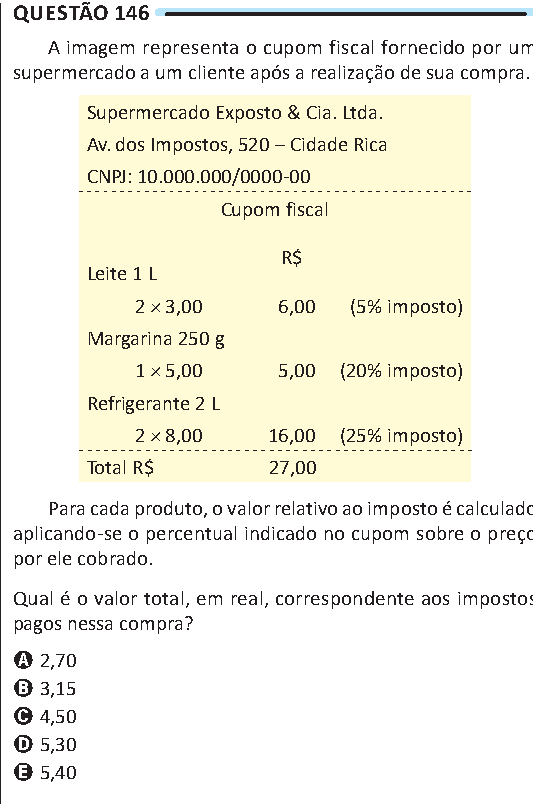 QUESTÃO 146
A imagem representa o cupom fiscal fornecido por um
supermercado a um cliente após a realização de sua compra.
Supermercado Exposto & Cia. Ltda.
Av. dos Impostos, 520 – Cidade Rica
CNPJ: 10.000.000/0000-00
Cupom fiscal
R$
Leite 1 L
2 × 3,00 6,00 (5% imposto)
Margarina 250 g
1 × 5,00 5,00 (20% imposto)
Refrigerante 2 L
2 × 8,00 16,00 (25% imposto)
Total R$ 27,00
Para cada produto, o valor relativo ao imposto é calculado
aplicando-se o percentual indicado no cupom sobre o preço
por ele cobrado.
Qual é o valor total, em real, correspondente aos impostos
pagos nessa compra?
A 2,70
B 3,15
C 4,50
D 5,30
E 5,40